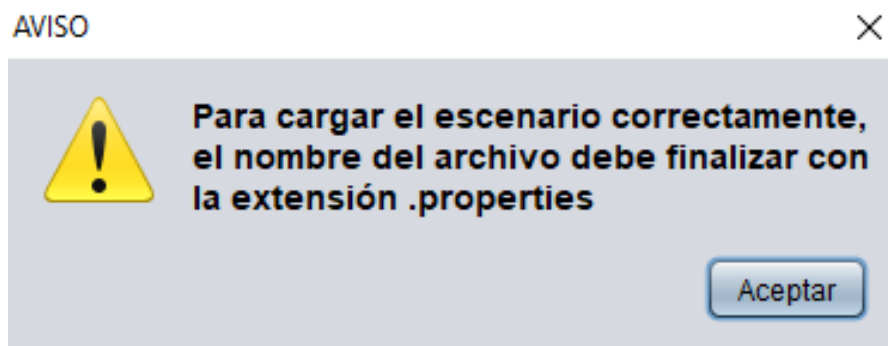 AVISO
Para cargar el escenario correctamente,
el nombre del archivo debe finalizar con
la extensión .properties
Aceptar